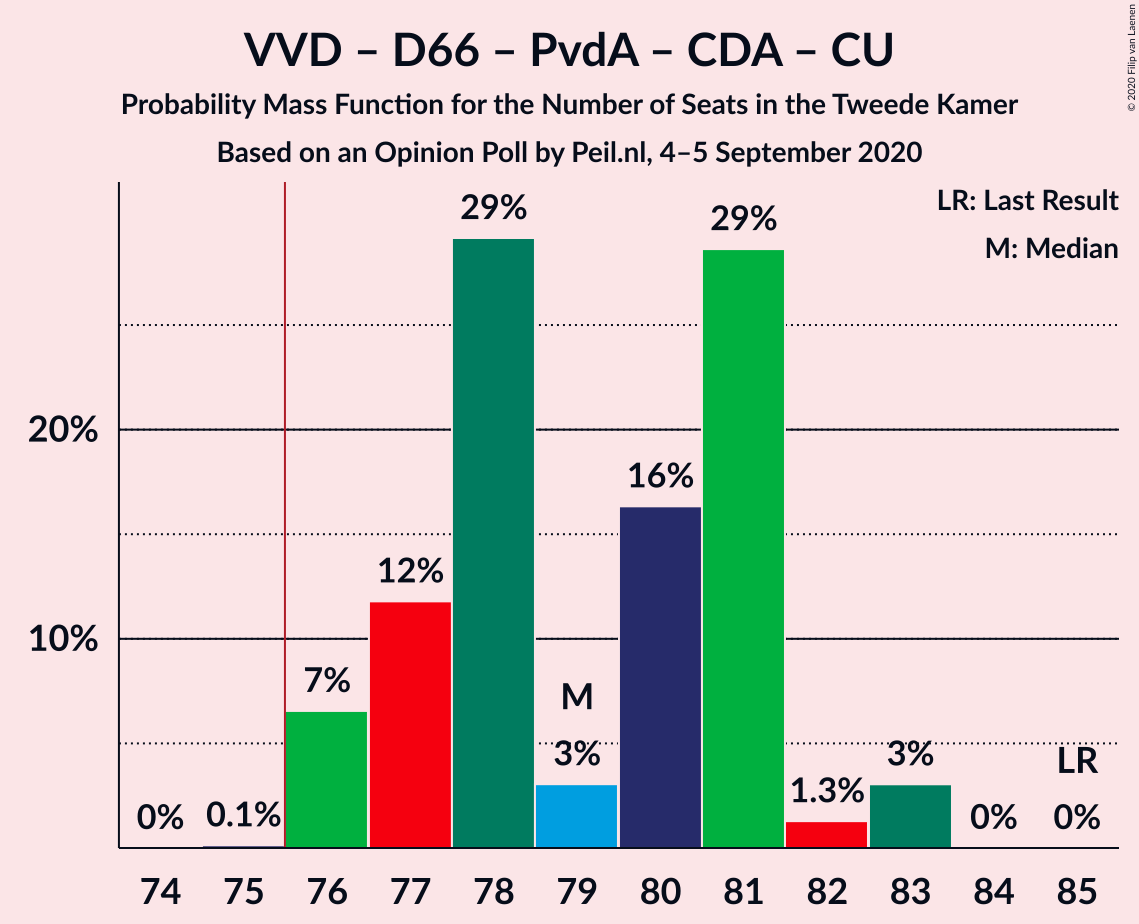 VVD – D66 – PvdA – CDA – CU
Probability Mass Function for the Number of Seats in the Tweede Kamer
Based on an Opinion Poll by Peil.nl, 4–5 September 2020
© 2020 Filip van Laenen
LR: Last Result
M: Median
20%
10%
0%
0.1%
7%
12%
29%
M
3%
16%
29%
1.3%
3%
0%
LR
0%
74 75 76 77 78 79 80 81 82 83 84 85